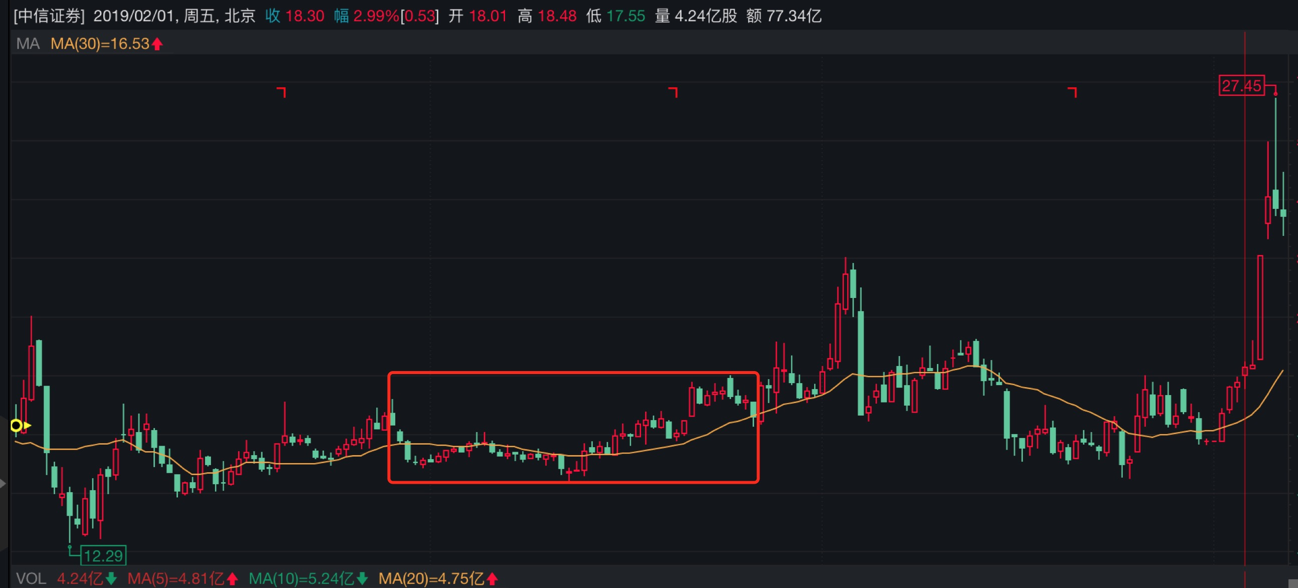 [中信证券] 2019/02/01, 周五, 北京 收 18.30 幅 2.99%[0.53] 开 18.01 高 18.48 低 17.55 量 4.24亿股 额 77.34亿
MA MA(30)=16.53
27.45
12.29
VOL 4.24亿 MA(5)=4.81亿 MA(10)=5.24亿 MA(20)=4.75亿